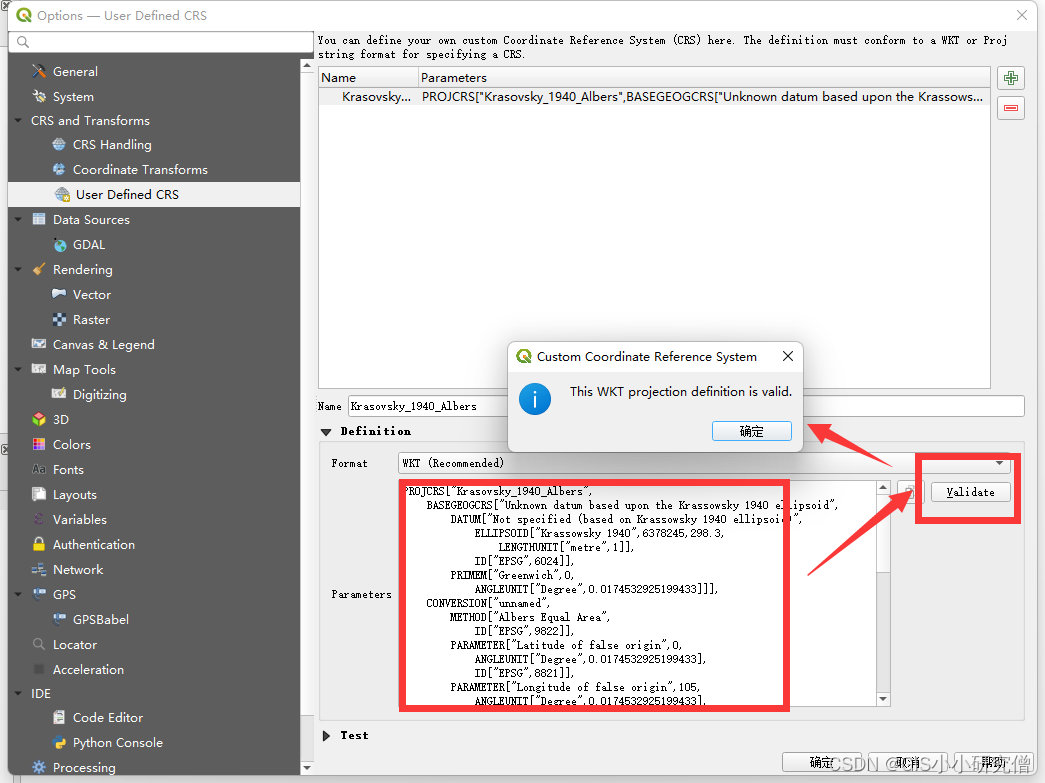 Options — User Defined CRS
General
System
CRS and Transforms
CRS Handling
Coordinate Transforms
User Defined CRS
Data Sources
GDAL
Rendering
Vector
Raster
Canvas & Legend
Map Tools
Digitizing
3D
Colors
Fonts
Layouts
Variables
Authentication
Network
GPS
GPSBabel
Locator
Acceleration
IDE
Code Editor
Python Console
Processing
You can define your own custom Coordinate Reference System (CRS) here. The definition must conform to a WKT or Proj
string format for specifying a CRS.
Name Parameters
Krasovsky... PROJCRS["Krasovsky_1940_Albers",BASEGEOGCRS["Unknown datum based upon the Krassows...
Custom Coordinate Reference System
This WKT projection definition is valid.
确定
Name Krasovsky_1940_Albers
Definition
Format WKT (Recommended)
Validate
Parameters
PROJCRS["Krasovsky_1940_Albers",
BASEGEOGCRS["Unknown datum based upon the Krassowsky 1940 ellipsoid",
DATUM["Not specified (based on Krassowsky 1940 ellipsoid)",
ELLIPSOID["Krassowsky 1940",6378245,298.3,
LENGTHUNIT["metre",1]],
ID["EPSG",6024]],
PRIMEM["Greenwich",0,
ANGLEUNIT["Degree",0.0174532925199433]]],
CONVERSION["unnamed",
METHOD["Albers Equal Area",
ID["EPSG",9822]],
PARAMETER["Latitude of false origin",0,
ANGLEUNIT["Degree",0.0174532925199433],
ID["EPSG",8821]],
PARAMETER["Longitude of false origin",105,
ANGLEUNIT["Degree",0.0174532925199433],
Test
确定 取消 帮助
CSDN @GIS小小研究僧